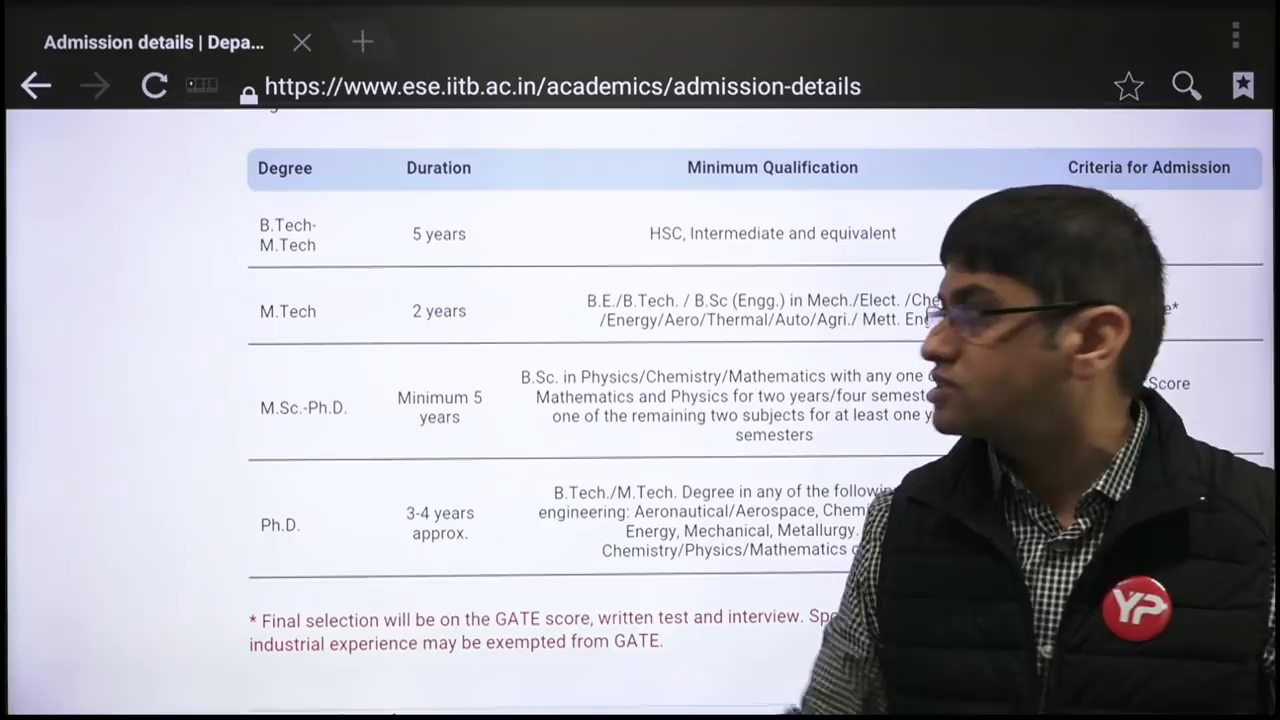 Admission details | Depa...
https://www.ese.iitb.ac.in/academics/admission-details
Degree Duration Minimum Qualification Criteria for Admission
B.Tech-
M.Tech
5 years
HSC, Intermediate and equivalent
M.Tech
2 years
B.E./B.Tech. / B.Sc (Engg.) in Mech./Elect.
/Energy/Aero/Thermal/Auto/Agri./ Mett.
M.Sc.-Ph.D.
Minimum 5
years
B.Sc. in Physics/Chemistry/Mathematics with any one
Mathematics and Physics for two years/four
one of the remaining two subjects for at least one
semesters
Score
Ph.D.
3-4 years
approx.
B.Tech./M.Tech. Degree in any of the
engineering: Aeronautical/Aerospace,
Energy, Mechanical, Metallurgy.
Chemistry/Physics/Mathematics
* Final selection will be on the GATE score, written test and interview.
industrial experience may be exempted from GATE.
YP